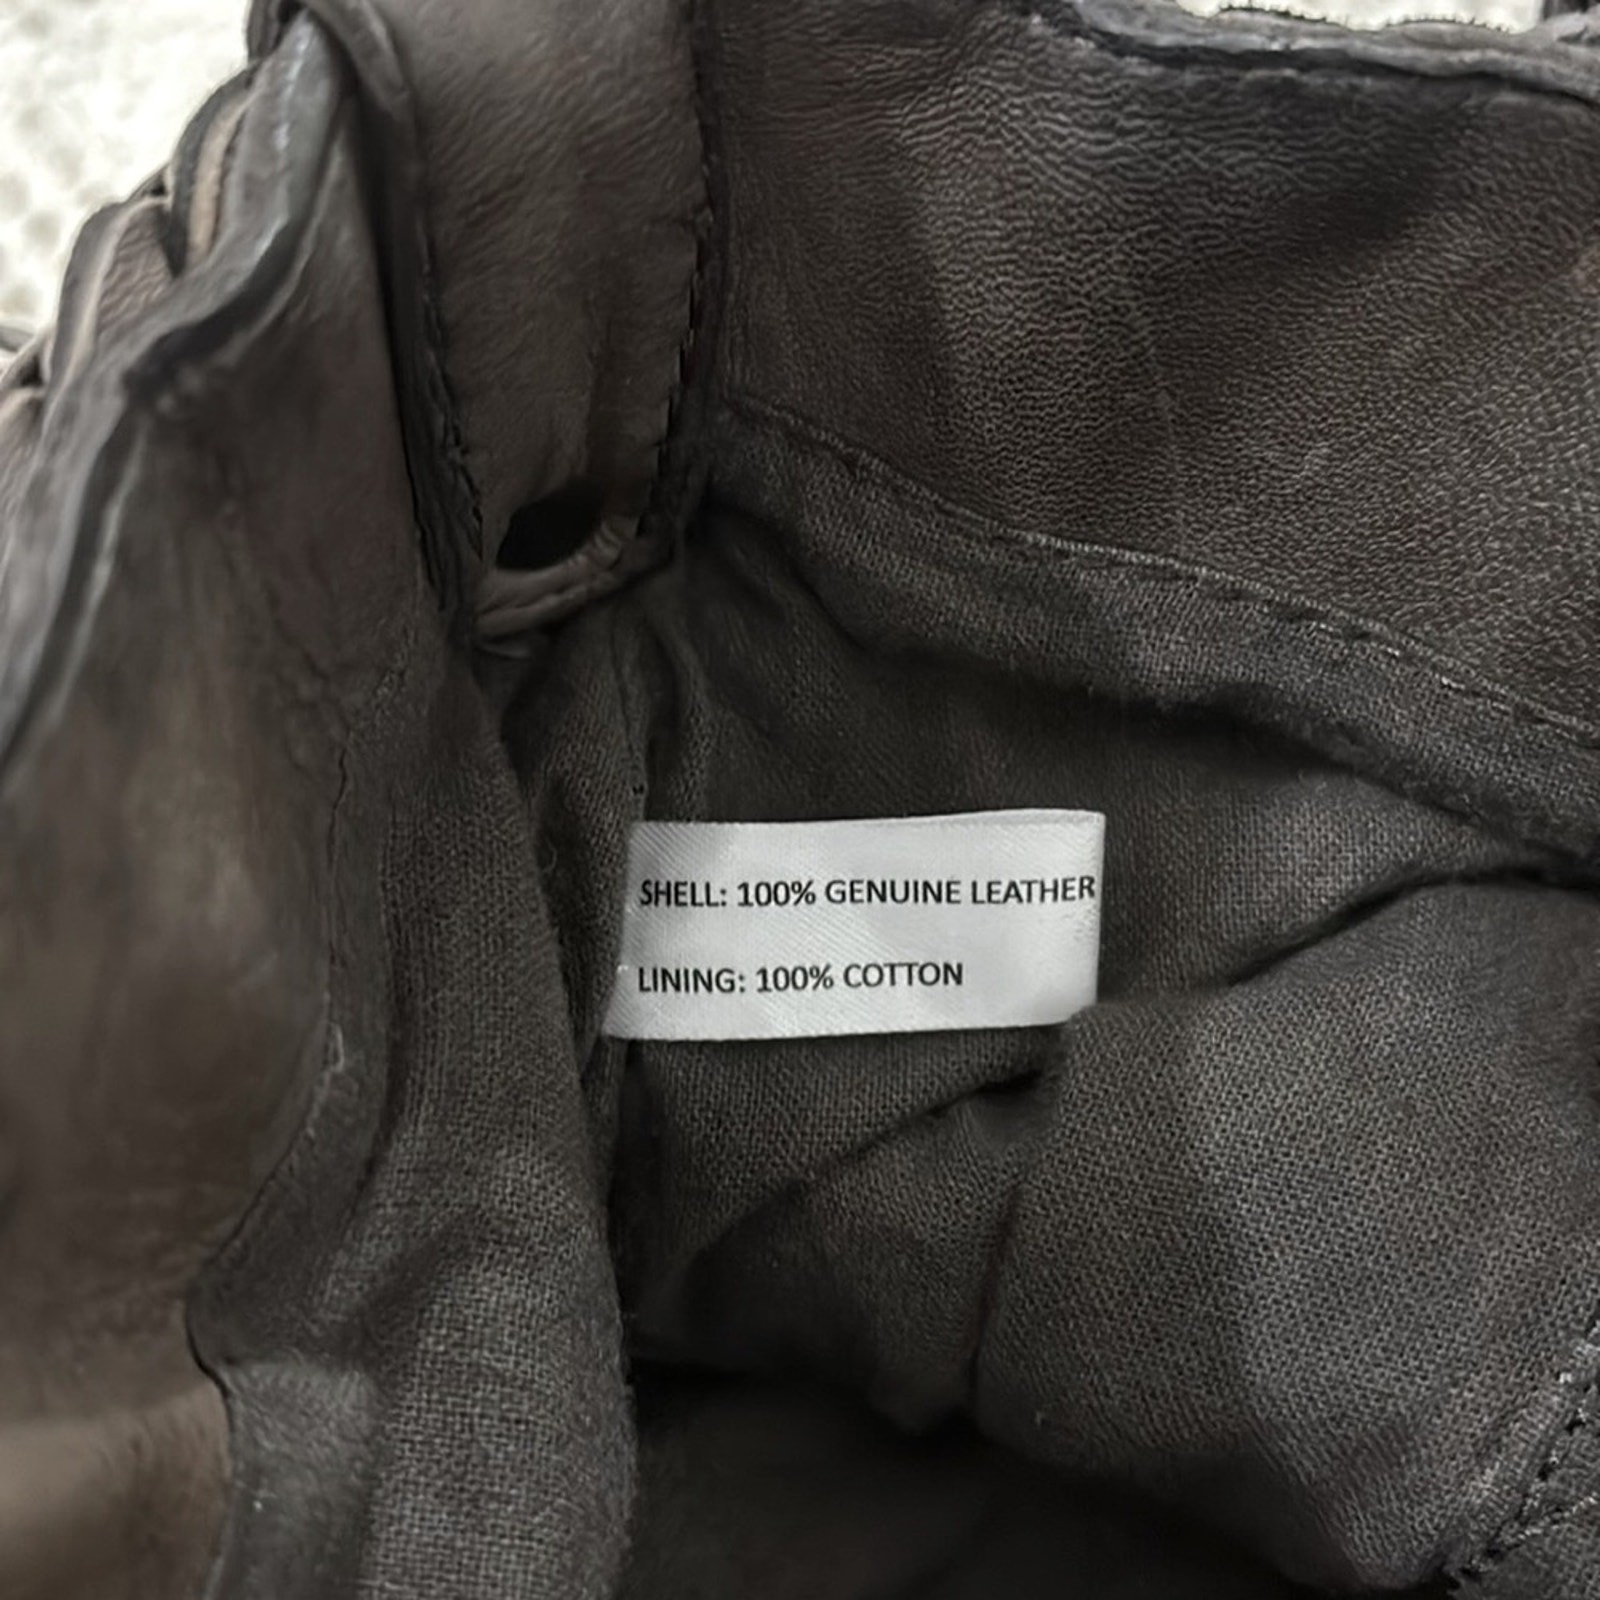 SHELL: 100% GENUINE LEATHER
LINING: 100% COTTON